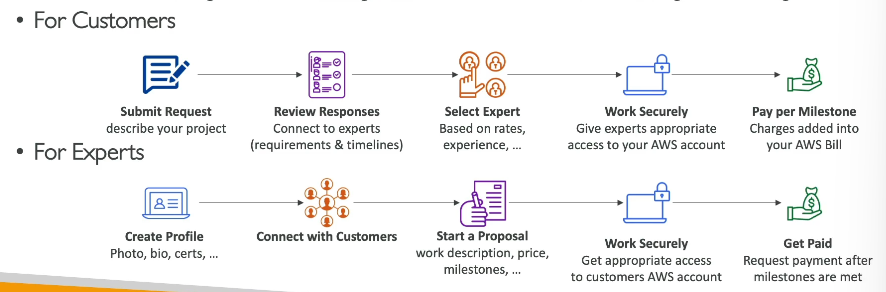 • For Customers
Submit Request
describe your project
Review Responses
Connect to experts
(requirements & timelines)
Select Expert
Based on rates,
experience, ...
Work Securely
Give experts appropriate
access to your AWS account
Pay per Milestone
Charges added into
your AWS Bill
• For Experts
Create Profile
Photo, bio, certs, ...
Connect with Customers
Start a Proposal
work description, price,
milestones, ...
Work Securely
Get appropriate access
to customers AWS account
Get Paid
Request payment after
milestones are met